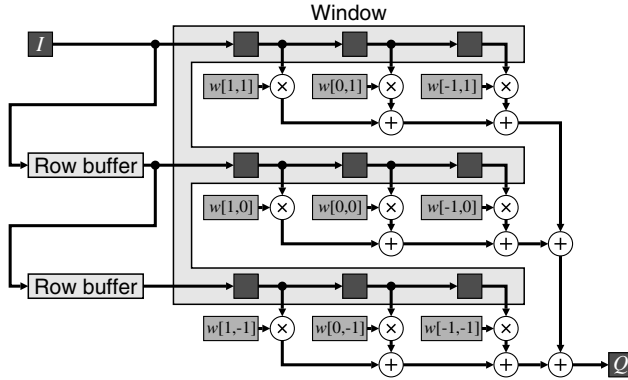 Window
I
w[1,1] w[0,1] w[-1,1]
× × ×
+ +
Row buffer
w[1,0] w[0,0] w[-1,0]
× × ×
+ + +
Row buffer
w[1,-1] w[0,-1] w[-1,-1]
× × ×
+ + + Q